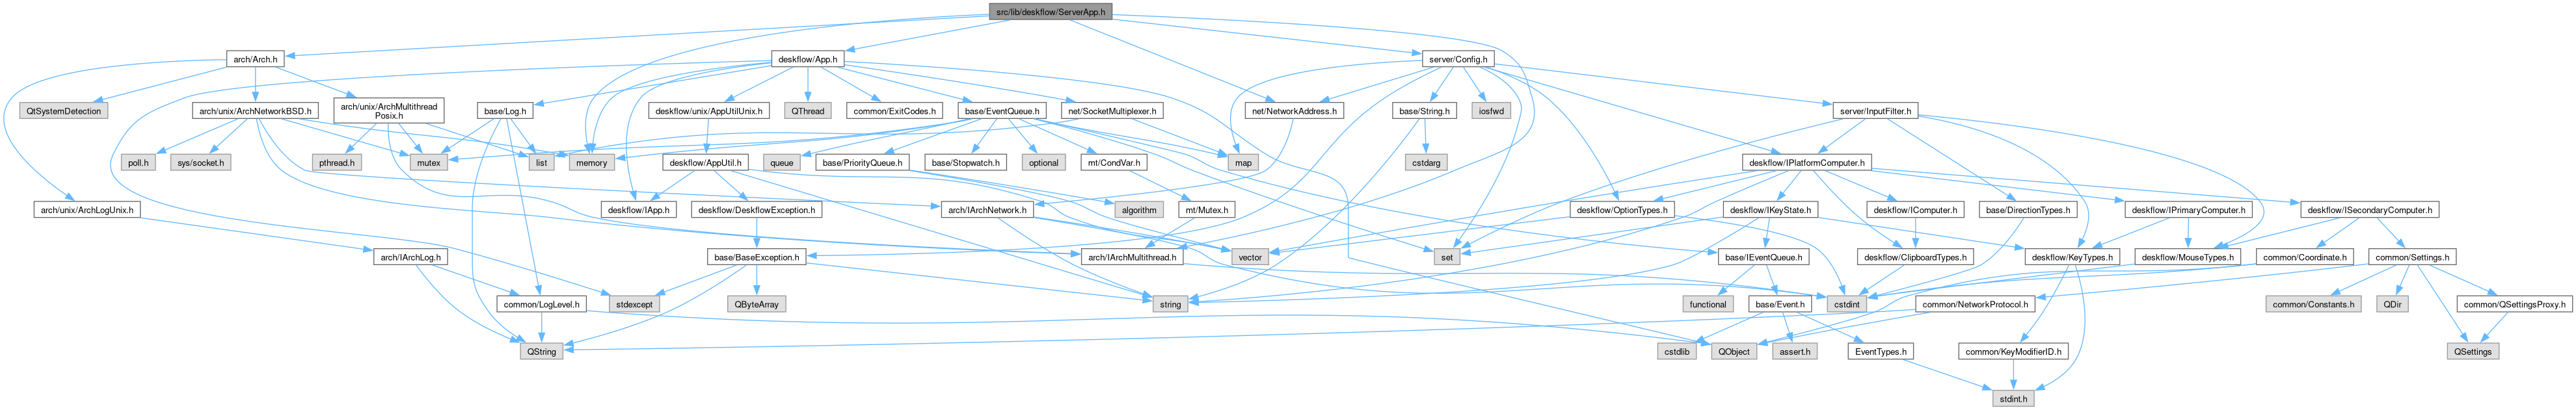 src/lib/deskflow/ServerApp.h
arch/Arch.h
deskflow/App.h
server/Config.h
QtSystemDetection
arch/unix/ArchNetworkBSD.h
arch/unix/ArchMultithread
Posix.h
base/Log.h
deskflow/unix/AppUtilUnix.h
QThread
common/ExitCodes.h
base/EventQueue.h
net/SocketMultiplexer.h
net/NetworkAddress.h
base/String.h
iosfwd
server/InputFilter.h
poll.h
sys/socket.h
pthread.h
mutex
list
memory
deskflow/AppUtil.h
queue
base/PriorityQueue.h
base/Stopwatch.h
optional
mt/CondVar.h
map
cstdarg
deskflow/IPlatformComputer.h
arch/unix/ArchLogUnix.h
deskflow/IApp.h
deskflow/DeskflowException.h
arch/IArchNetwork.h
algorithm
mt/Mutex.h
deskflow/OptionTypes.h
deskflow/IKeyState.h
deskflow/IComputer.h
base/DirectionTypes.h
deskflow/IPrimaryComputer.h
deskflow/ISecondaryComputer.h
arch/IArchLog.h
base/BaseException.h
arch/IArchMultithread.h
vector
set
base/IEventQueue.h
deskflow/ClipboardTypes.h
deskflow/KeyTypes.h
deskflow/MouseTypes.h
common/Coordinate.h
common/Settings.h
common/LogLevel.h
stdexcept
QByteArray
string
functional
base/Event.h
cstdint
common/NetworkProtocol.h
common/Constants.h
QDir
common/QSettingsProxy.h
QString
cstdlib
QObject
assert.h
EventTypes.h
common/KeyModifierID.h
QSettings
stdint.h